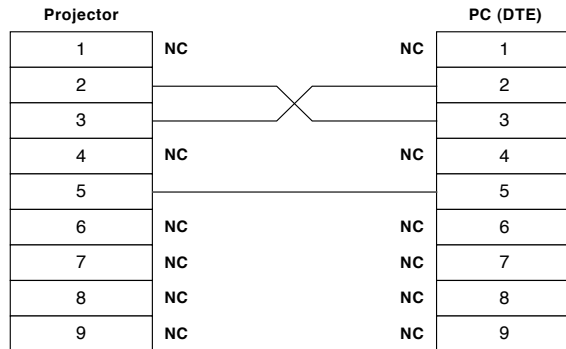 Projector PC (DTE)
1 NC NC 1
2 2
3 3
4 NC NC 4
5 5
6 NC NC 6
7 NC NC 7
8 NC NC 8
9 NC NC 9